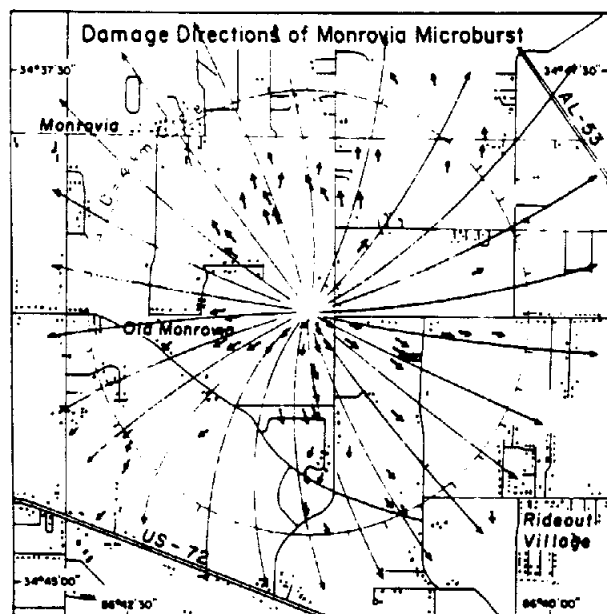 Damage Directions of Monrovia Microburst
34°37'30"
AL-53
Monrovia
Old Monrovia
Rideout
Village
US-72
34°45'00"
86°42'30"
86°40'00"